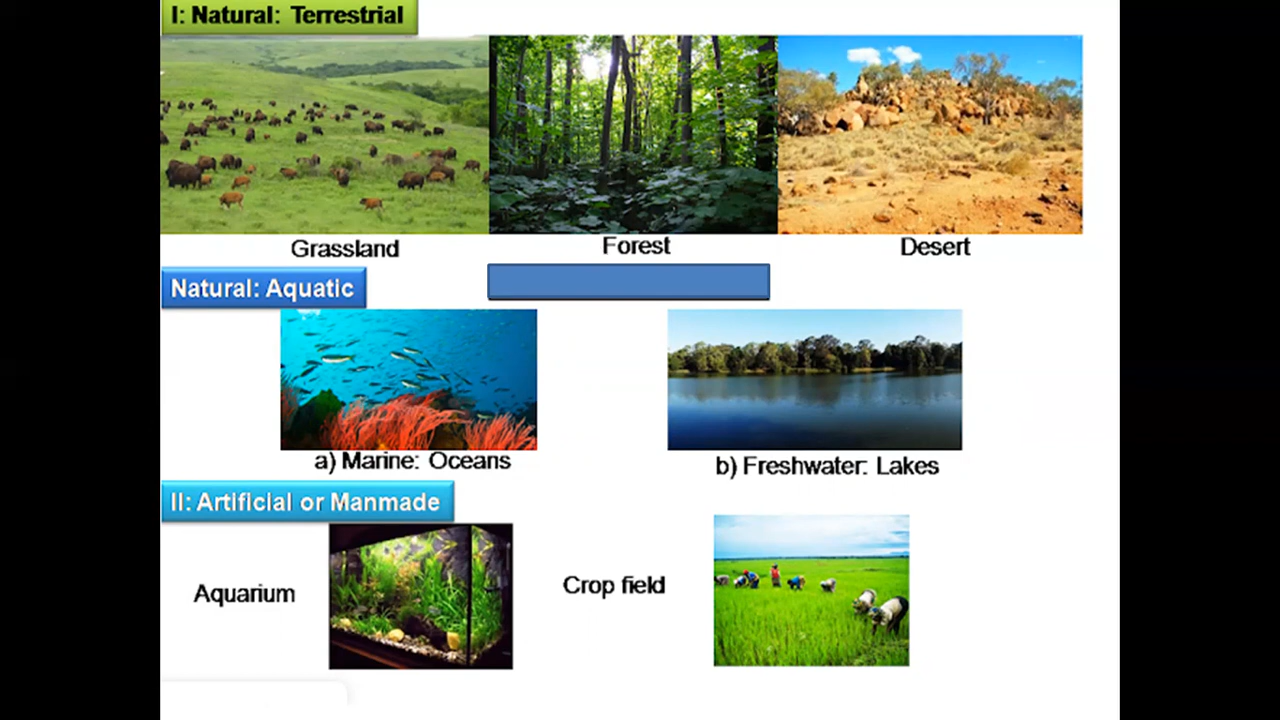 I: Natural: Terrestrial
Grassland
Forest
Desert
Natural: Aquatic
a) Marine: Oceans
b) Freshwater: Lakes
II: Artificial or Manmade
Aquarium
Crop field